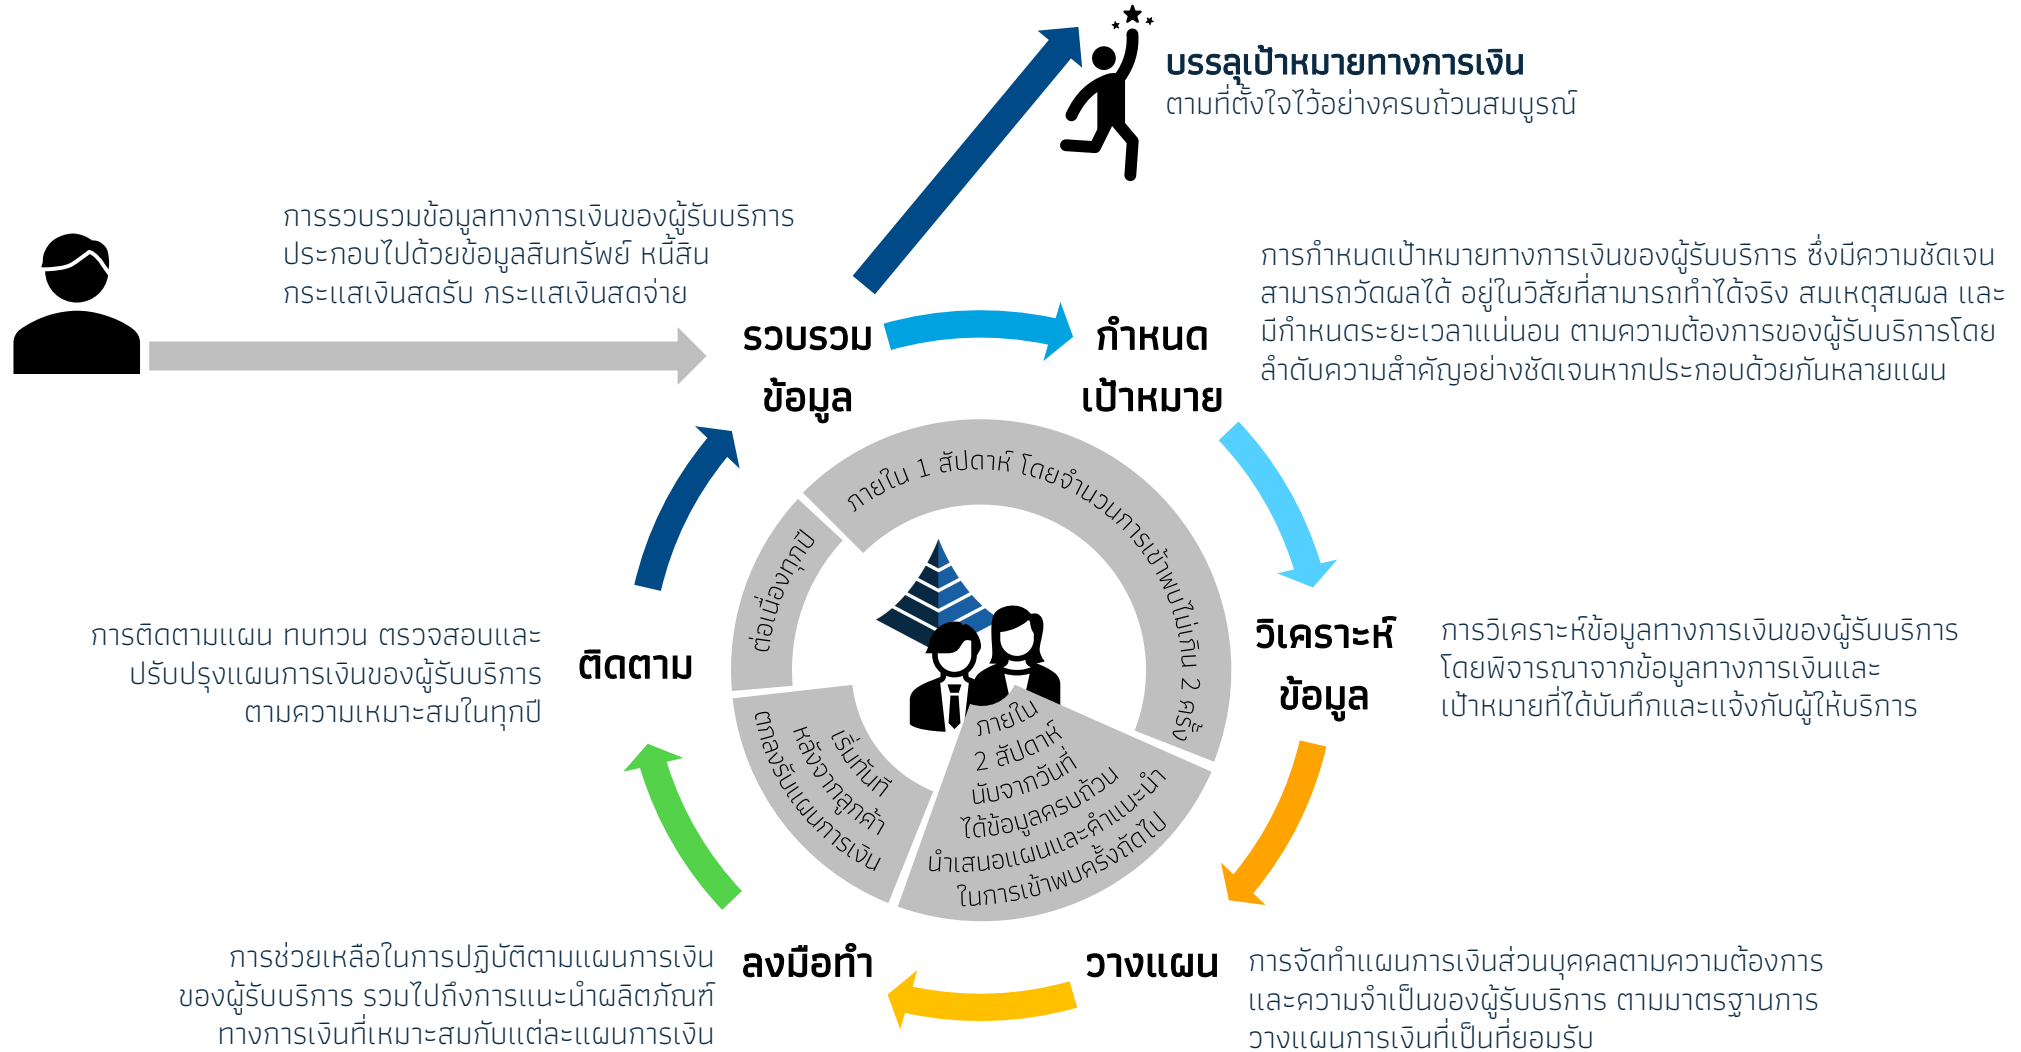 บรรลุเป้าหมายทางการเงิน
ตามที่ตั้งใจไว้อย่างครบถ้วนสมบูรณ์
การรวบรวมข้อมูลทางการเงินของผู้รับบริการ
ประกอบไปด้วยข้อมูลสินทรัพย์ หนี้สิน
กระแสเงินสดรับ กระแสเงินสดจ่าย
รวบรวม
ข้อมูล
กำหนด
เป้าหมาย
การกำหนดเป้าหมายทางการเงินของผู้รับบริการ ซึ่งมีความชัดเจน
สามารถวัดผลได้ อยู่ในวิสัยที่สามารถทำได้จริง สมเหตุสมผล และ
มีกำหนดระยะเวลาแน่นอน ตามความต้องการของผู้รับบริการโดย
ลำดับความสำคัญอย่างชัดเจนหากประกอบด้วยกันหลายแผน
ภายใน 1 สัปดาห์ โดยจำนวนการเข้าพบไม่เกิน 2 ครั้ง
วิเคราะห์
ข้อมูล
การวิเคราะห์ข้อมูลทางการเงินของผู้รับบริการ
โดยพิจารณาจากข้อมูลทางการเงินและ
เป้าหมายที่ได้บันทึกและแจ้งกับผู้ให้บริการ
ภายใน
2 สัปดาห์
นับจากวันที่
ได้ข้อมูลครบถ้วน
นำเสนอแผนและคำแนะนำ
ในการเข้าพบครั้งถัดไป
วางแผน
การจัดทำแผนการเงินส่วนบุคคลตามความต้องการ
และความจำเป็นของผู้รับบริการ ตามมาตรฐานการ
วางแผนการเงินที่เป็นที่ยอมรับ
เริ่มทันที
หลังจากลูกค้า
ตกลงรับแผนการเงิน
ลงมือทำ
การช่วยเหลือในการปฏิบัติตามแผนการเงิน
ของผู้รับบริการ รวมไปถึงการแนะนำผลิตภัณฑ์
ทางการเงินที่เหมาะสมกับแต่ละแผนการเงิน
ต่อเนื่องทุกปี
ติดตาม
การติดตามแผน ทบทวน ตรวจสอบและ
ปรับปรุงแผนการเงินของผู้รับบริการ
ตามความเหมาะสมในทุกปี